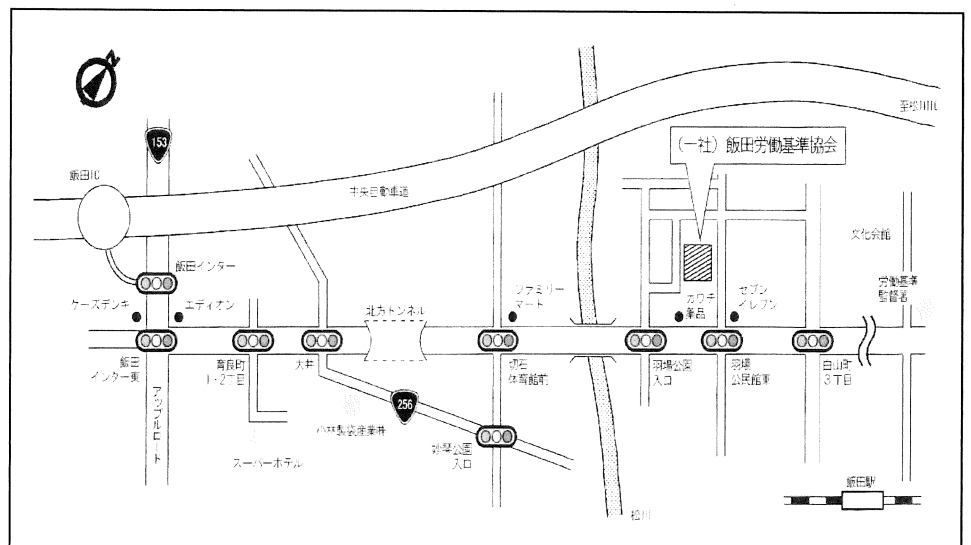 N
153
飯田IC
中央自動車道
至松川IC
(一社) 飯田労働基準協会
文化会館
労働基準
監督署
飯田インター
ケーズデンキ
エディオン
北方トンネル
ファミリー
マート
カワチ
薬品
セブン
イレブン
飯田
インター東
育良町
1・2丁目
大井
切石
体育館前
羽場公園
入口
羽場
公民館東
白山町
3丁目
アップルロード
256
小林製袋産業㈱
スーパーホテル
妙琴公園
入口
飯田駅
松川